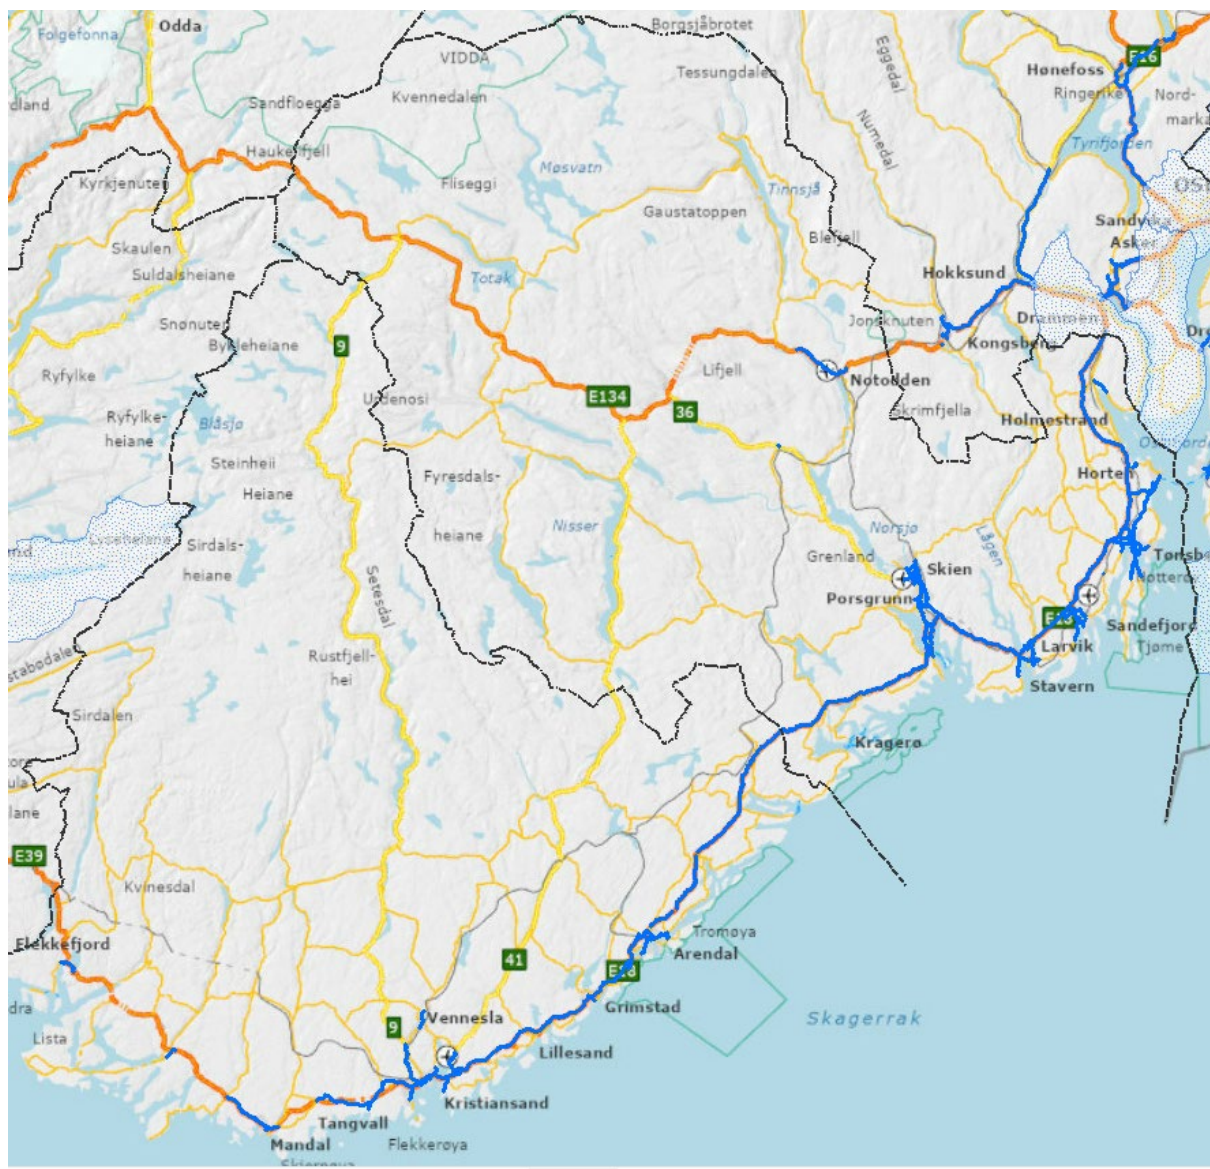 Odda
Borgsjåbrotet
Folgefonna
VIDDA
Eggedal
E16
Hønefoss
Tessungdalen
Ringerike
Nord-
marka
Kvennedalen
Sandfloegga
Numedal
Tyrifjorden
Haukelifjell
Møsvatn
Kyrkjenuten
Fliseggi
Tinnsjå
Gaustatoppen
Sandvika
Asker
Blefjell
Skaulen
Suldalsheiane
Totak
Hokksund
Snønuten
Jonsknuten
Drammen
Bykleheiane
9
Kongsberg
Ryfylke
Lifjell
Notodden
Urdenosi
E134
36
Skrimfjella
Holmestrand
Ryfylke-
heiane
Blåsjø
Steinheii
Heiane
Fyresdals-
heiane
Horten
Nisser
Norsjø
Lågen
Lyseheiane
Sirdals-
heiane
Grenland
Skien
Setesdal
Porsgrunn
Sandefjord
Tjøme
Larvik
Stavern
Rustfjell-
hei
Sirdalen
Kragerø
E39
Kvinesdal
Tromøya
Arendal
Flekkefjord
41
E18
Grimstad
Skagerrak
9
Vennesla
Lista
Lillesand
Kristiansand
Tangvall
Mandal
Flekkerøya